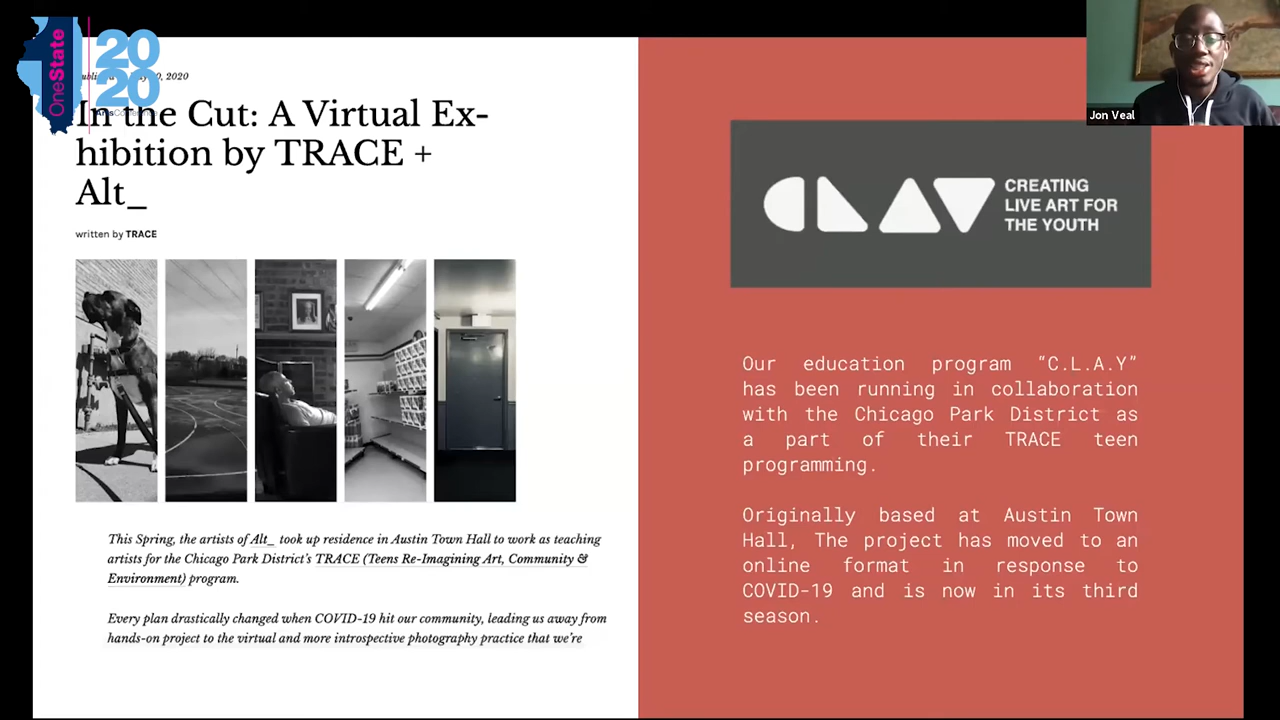 OneState
20
20
0, 2020
In the Cut: A Virtual Ex-
hibition by TRACE +
Alt_
written by TRACE
This Spring, the artists of Alt_ took up residence in Austin Town Hall to work as teaching
artists for the Chicago Park District's TRACE (Teens Re-Imagining Art, Community &
Environment) program.
Every plan drastically changed when COVID-19 hit our community, leading us away from
hands-on project to the virtual and more introspective photography practice that we're
Jon Veal
CLAY
CREATING
LIVE ART FOR
THE YOUTH
Our education program “C.L.A.Y”
has been running in collaboration
with the Chicago Park District as
a part of their TRACE teen
programming.
Originally based at Austin Town
Hall, The project has moved to an
online format in response to
COVID-19 and is now in its third
season.